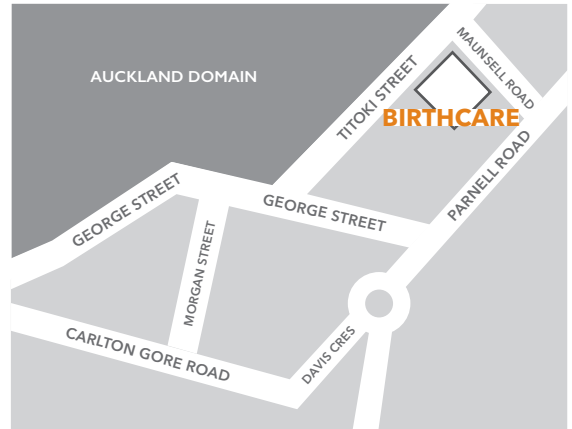 MAUNSELL ROAD
AUCKLAND DOMAIN
TITOKI STREET
BIRTHCARE
PARNELL ROAD
GEORGE STREET
GEORGE STREET
MORGAN STREET
CARLTON GORE ROAD
DAVIS CRES